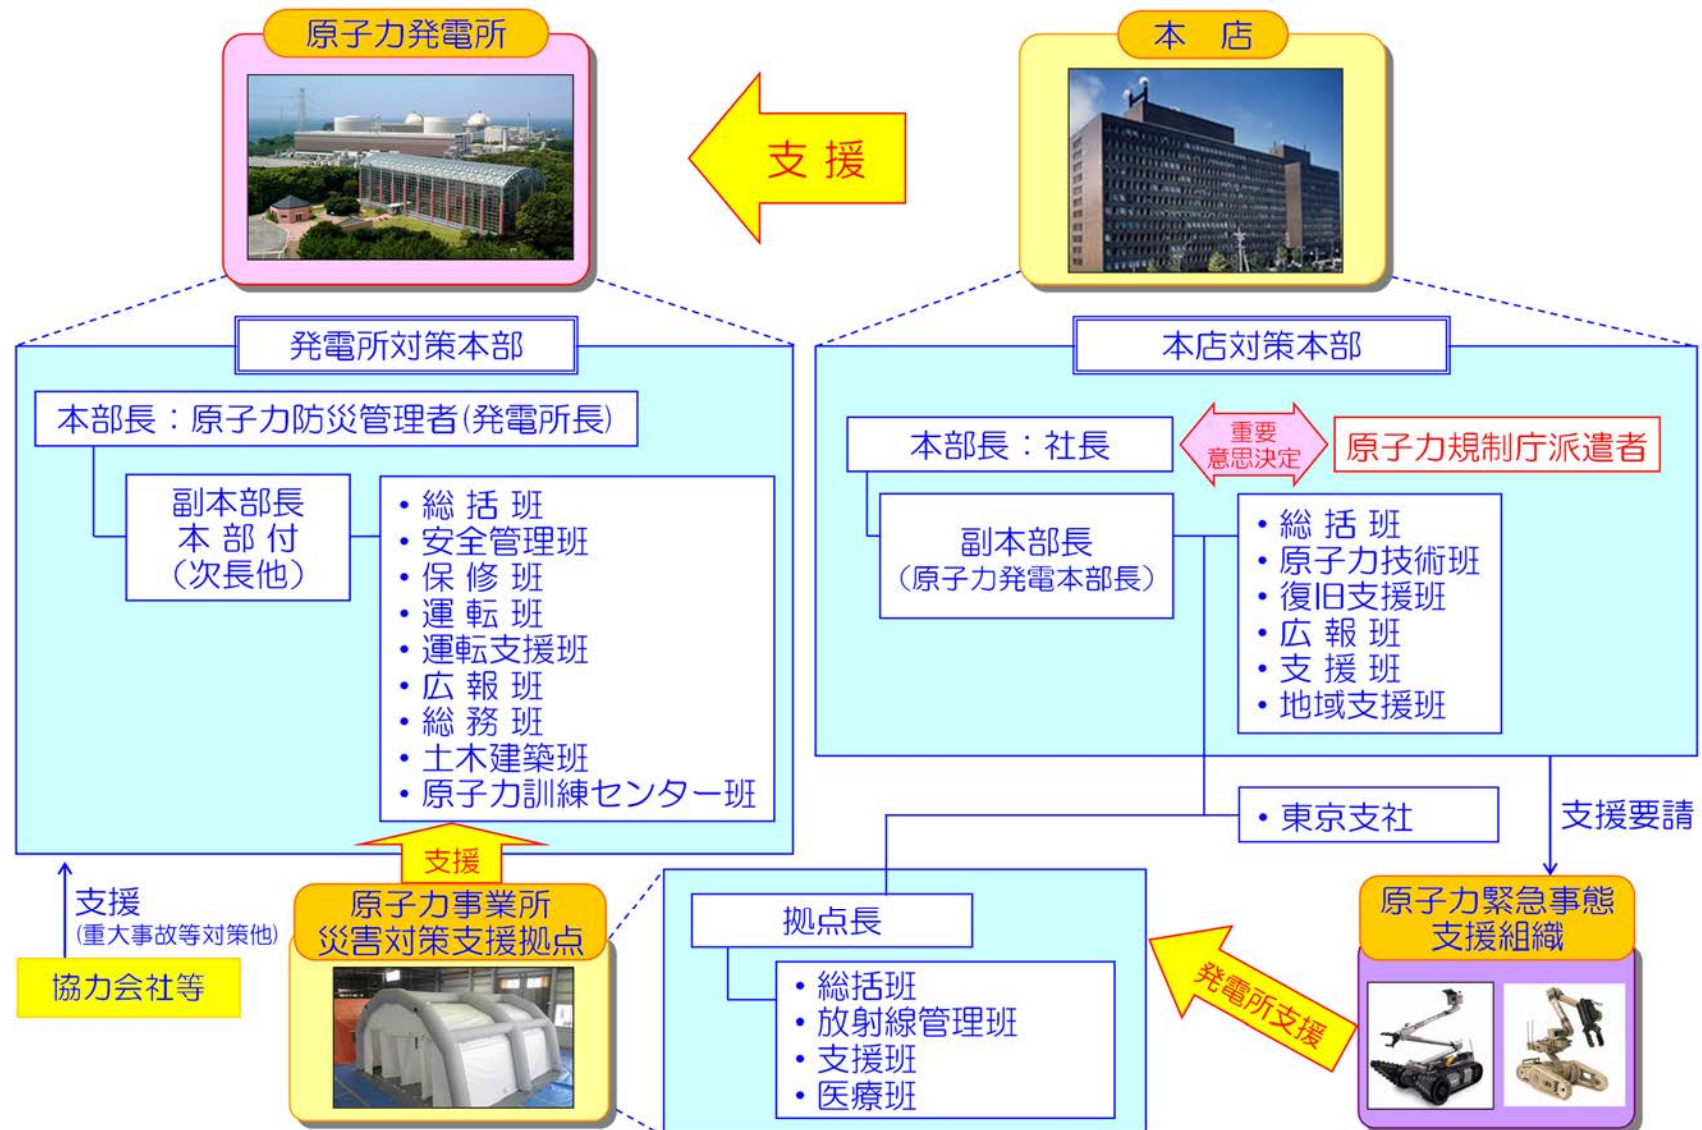 原子力発電所
本　店
支 援
発電所対策本部
本部長：原子力防災管理者(発電所長)
副本部長
本 部 付
（次長他）
・総 括 班
・安全管理班
・保 修 班
・運 転 班
・運転支援班
・広 報 班
・総 務 班
・土木建築班
・原子力訓練センター班
本店対策本部
本部長：社長
重要
意思決定
原子力規制庁派遣者
副本部長
（原子力発電本部長）
・総 括 班
・原子力技術班
・復旧支援班
・広 報 班
・支 援 班
・地域支援班
・東京支社
支援要請
支援
(重大事故等対策他)
協力会社等
支援
原子力事業所
災害対策支援拠点
拠点長
・総括班
・放射線管理班
・支援班
・医療班
発電所支援
原子力緊急事態
支援組織